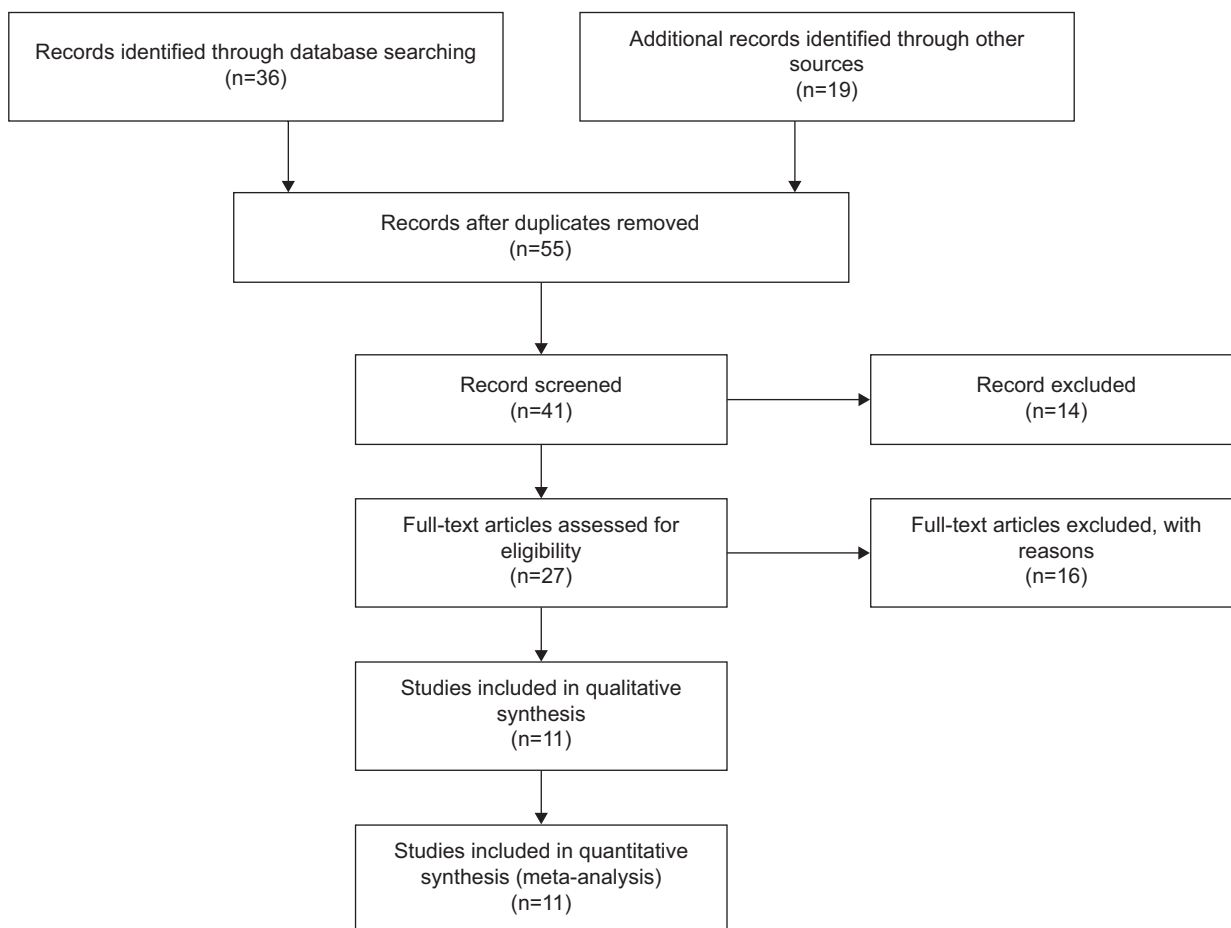 Records identified through database searching
(n=36)
Additional records identified through other
sources
(n=19)
Records after duplicates removed
(n=55)
Record screened
(n=41)
Record excluded
(n=14)
Full-text articles assessed for
eligibility
(n=27)
Full-text articles excluded, with
reasons
(n=16)
Studies included in qualitative
synthesis
(n=11)
Studies included in quantitative
synthesis (meta-analysis)
(n=11)